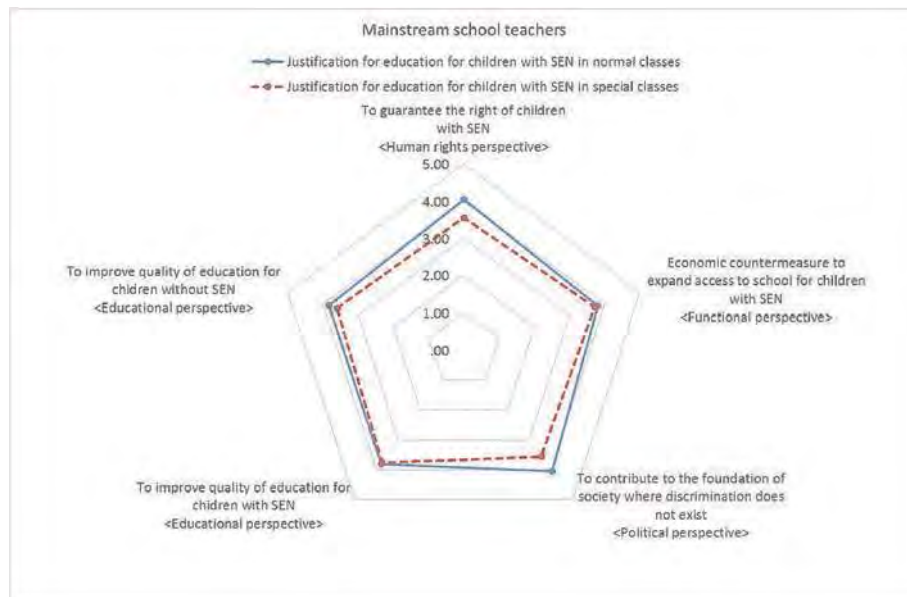 Mainstream school teachers
Justification for education for children with SEN in normal classes
Justification for education for children with SEN in special classes
To guarantee the right of children
with SEN
<Human rights perspective>
5.00
4.00
3.00
2.00
1.00
.00
Economic countermeasure to
expand access to school for children
with SEN
<Functional perspective>
To contribute to the foundation of
society where discrimination does
not exist
<Political perspective>
To improve quality of education for
chidren with SEN
<Educational perspective>
To improve quality of education for
chidren without SEN
<Educational perspective>